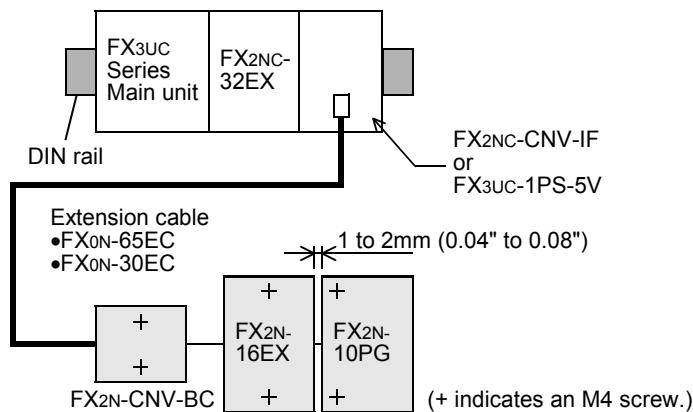 FX3UC
Series
Main unit
FX2NC-
32EX
DIN rail
FX2NC-CNV-IF
or
FX3UC-1PS-5V
Extension cable
•FX0N-65EC
•FX0N-30EC
1 to 2mm (0.04" to 0.08")
FX2N-
16EX
FX2N-
10PG
FX2N-CNV-BC
(+ indicates an M4 screw.)